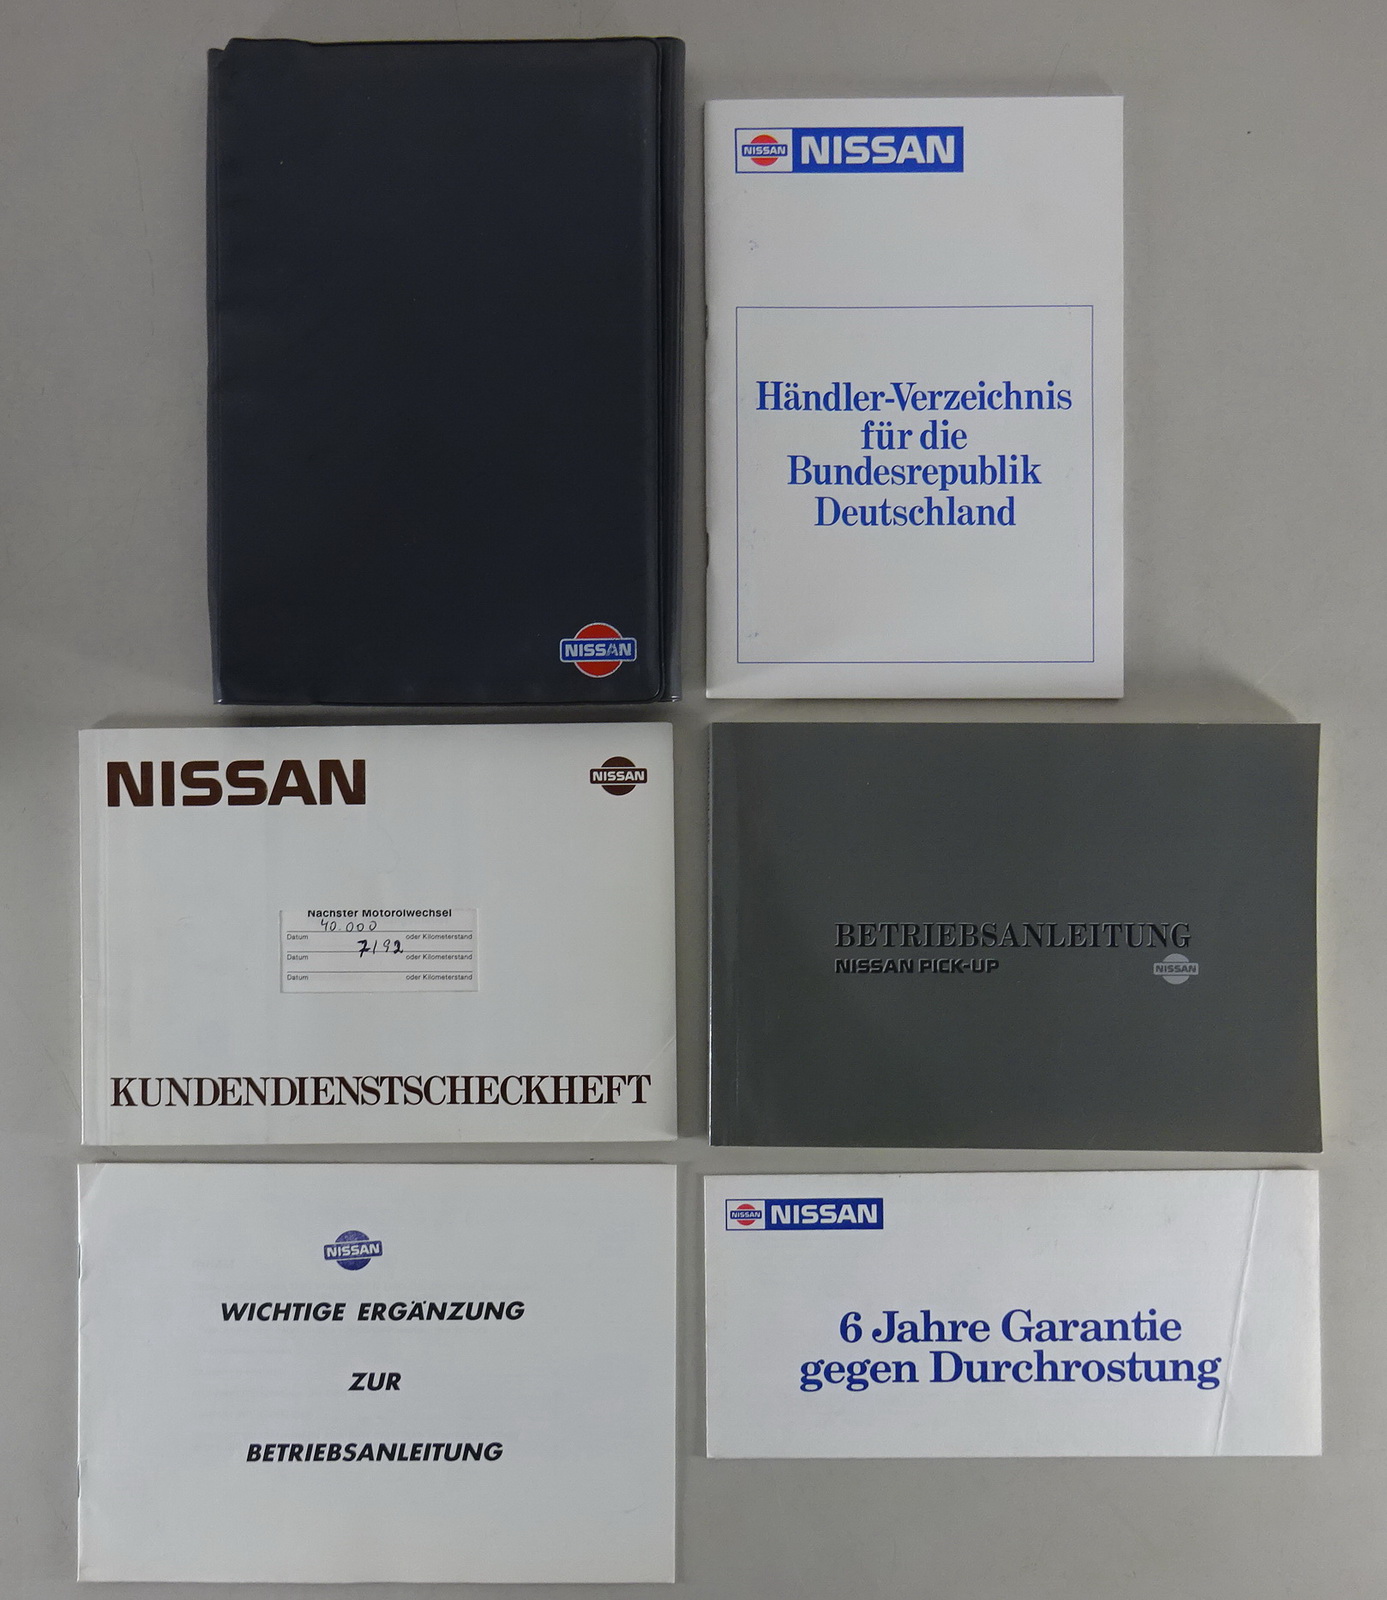 NISSAN
NISSAN NISSAN
Händler-Verzeichnis
für die
Bundesrepublik
Deutschland
NISSAN
NISSAN
Nächster Motorölwechsel
40.000
Datum oder Kilometerstand
7/92
Datum oder Kilometerstand
Datum oder Kilometerstand
KUNDENDIENSTSCHECKHEFT
BETRIEBSANLEITUNG
NISSAN PICK-UP
NISSAN
NISSAN
WICHTIGE ERGÄNZUNG
ZUR
BETRIEBSANLEITUNG
NISSAN NISSAN
6 Jahre Garantie
gegen Durchrostung